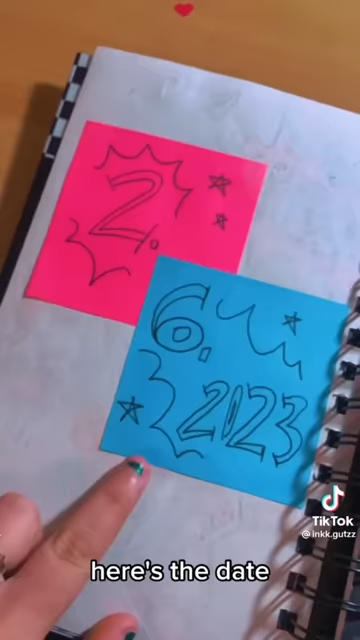 2.
6.
2023
TikTok
@inkk.gutzz
here's the date